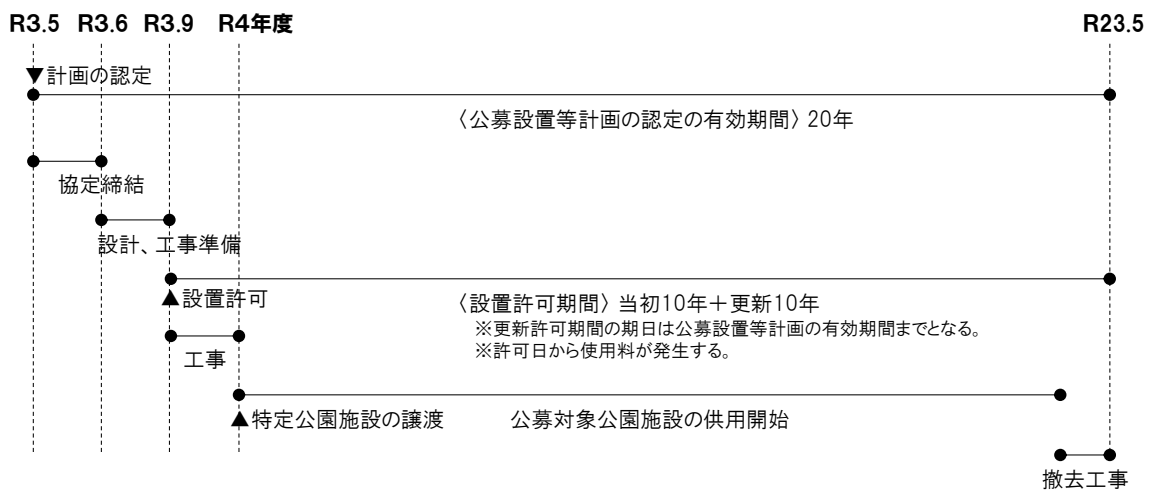 R3.5 R3.6 R3.9 R4年度 R23.5
▼計画の認定
〈公募設置等計画の認定の有効期間〉 20年
協定締結
設計、工事準備
▲設置許可
〈設置許可期間〉 当初10年＋更新10年
※更新許可期間の期日は公募設置等計画の有効期間までとなる。
※許可日から使用料が発生する。
工事
▲特定公園施設の譲渡 公募対象公園施設の供用開始
撤去工事